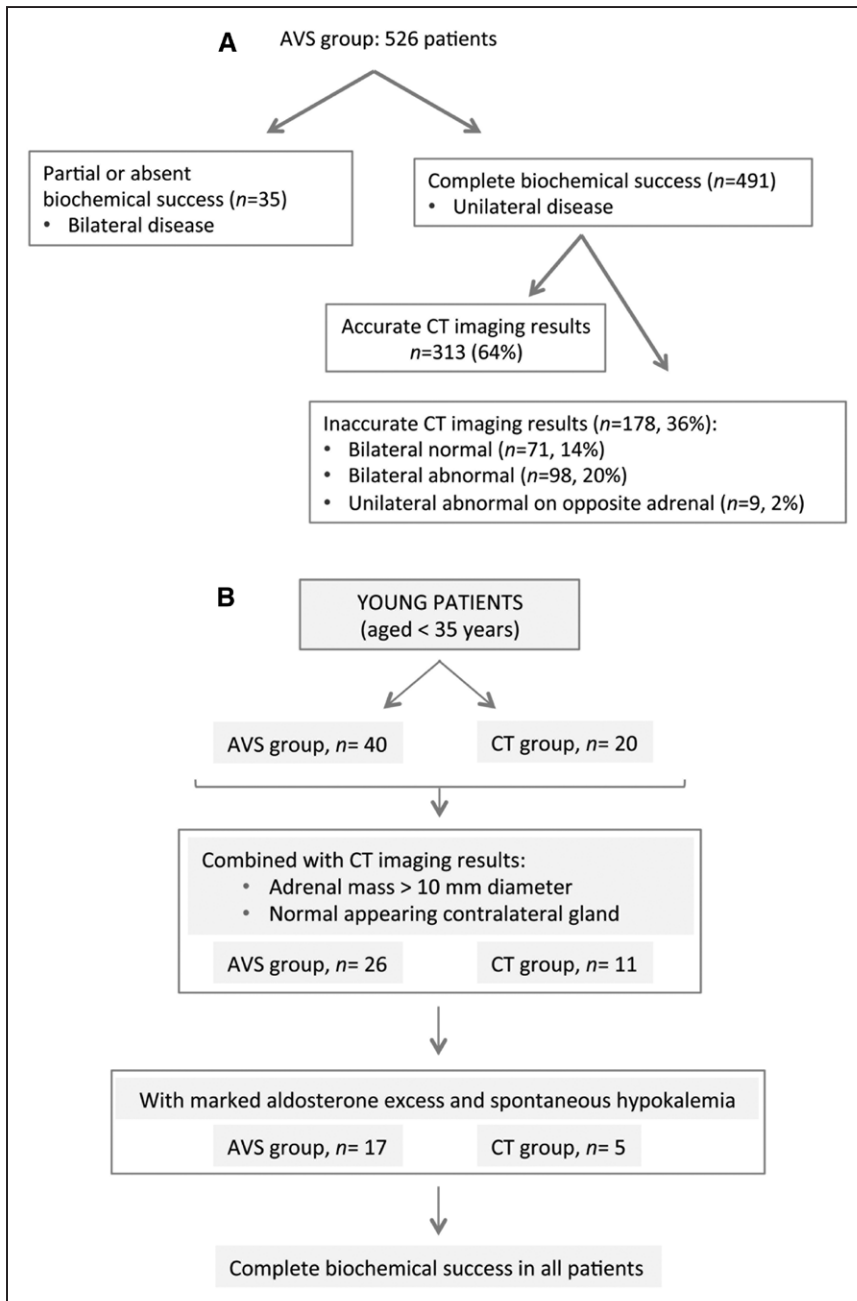 A
AVS group: 526 patients
Partial or absent
biochemical success (n=35)
• Bilateral disease
Complete biochemical success (n=491)
• Unilateral disease
Accurate CT imaging results
n=313 (64%)
Inaccurate CT imaging results (n=178, 36%):
• Bilateral normal (n=71, 14%)
• Bilateral abnormal (n=98, 20%)
• Unilateral abnormal on opposite adrenal (n=9, 2%)
B
YOUNG PATIENTS
(aged < 35 years)
AVS group, n= 40
CT group, n= 20
Combined with CT imaging results:
• Adrenal mass > 10 mm diameter
• Normal appearing contralateral gland
AVS group, n= 26
CT group, n= 11
With marked aldosterone excess and spontaneous hypokalemia
AVS group, n= 17
CT group, n= 5
Complete biochemical success in all patients